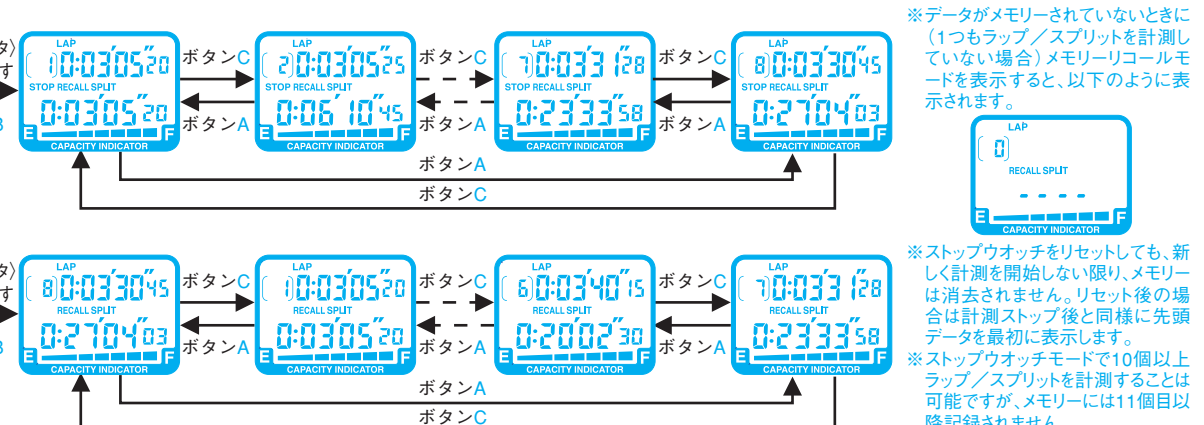 タ〉
す
B
LAP
(1)0:03'05"20
STOP RECALL SPLIT
0:03'05"20
E F
CAPACITY INDICATOR
ボタンC
ボタンA
LAP
(2)0:03'05"25
STOP RECALL SPLIT
0:06'10"45
E F
CAPACITY INDICATOR
ボタンC
ボタンA
LAP
(7)0:03'31"28
STOP RECALL SPLIT
0:23'33"58
E F
CAPACITY INDICATOR
ボタンC
ボタンA
LAP
(8)0:03'30"45
STOP RECALL SPLIT
0:27'04"03
E F
CAPACITY INDICATOR
ボタンA
ボタンC
タ〉
す
B
LAP
(8)0:03'30"45
RECALL SPLIT
0:27'04"03
E F
CAPACITY INDICATOR
ボタンC
ボタンA
LAP
(1)0:03'05"20
RECALL SPLIT
0:03'05"20
E F
CAPACITY INDICATOR
ボタンC
ボタンA
LAP
(6)0:03'40"15
RECALL SPLIT
0:20'02"30
E F
CAPACITY INDICATOR
ボタンC
ボタンA
LAP
(7)0:03'31"28
RECALL SPLIT
0:23'33"58
E F
CAPACITY INDICATOR
ボタンA
ボタンC
※データがメモリーされていないときに
（1つもラップ／スプリットを計測し
ていない場合）メモリーリコールモ
ードを表示すると、以下のように表
示されます。
LAP
(0)
RECALL SPLIT
- - - -
E F
CAPACITY INDICATOR
※ストップウオッチをリセットしても、新
しく計測を開始しない限り、メモリー
は消去されません。リセット後の場
合は計測ストップ後と同様に先頭
データを最初に表示します。
※ストップウオッチモードで10個以上
ラップ／スプリットを計測することは
可能ですが、メモリーには11個目以
降記録されません。